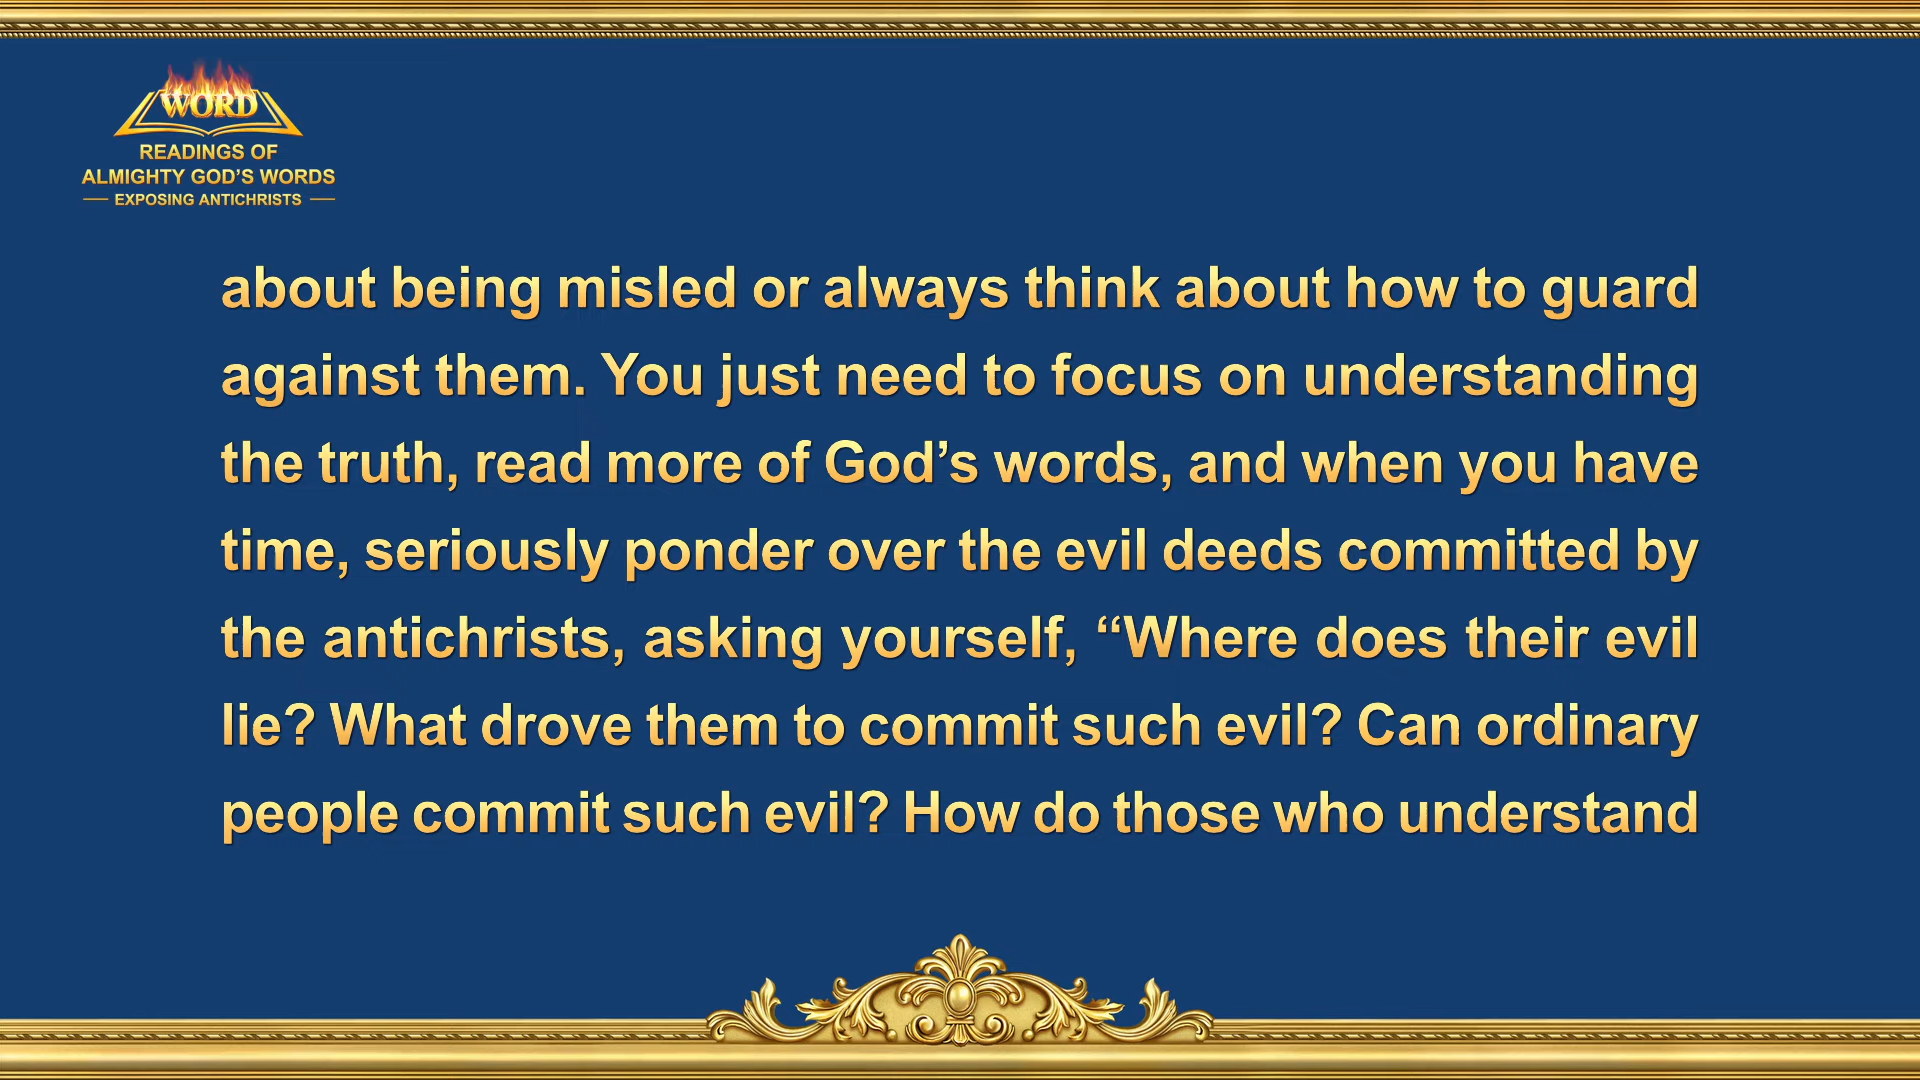 WORD
READINGS OF
ALMIGHTY GOD’S WORDS
EXPOSING ANTICHRISTS
about being misled or always think about how to guard
against them. You just need to focus on understanding
the truth, read more of God’s words, and when you have
time, seriously ponder over the evil deeds committed by
the antichrists, asking yourself, “Where does their evil
lie? What drove them to commit such evil? Can ordinary
people commit such evil? How do those who understand